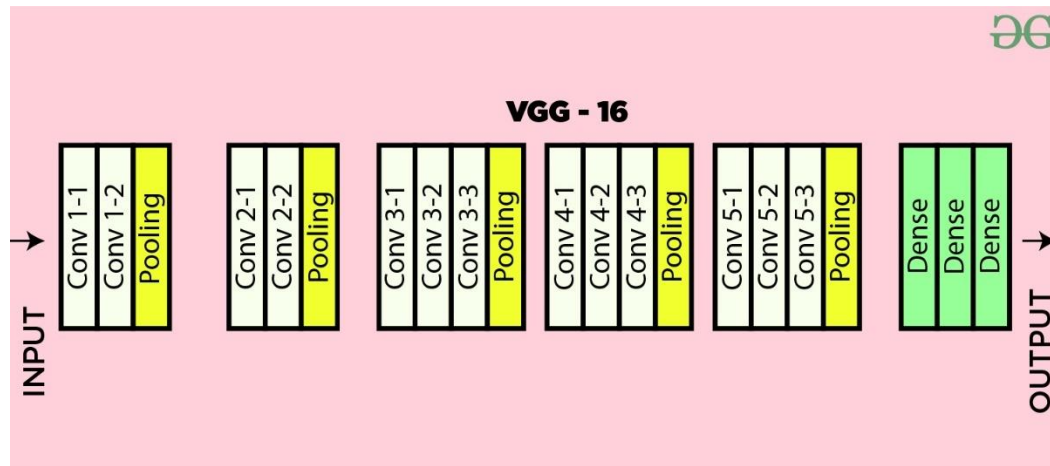 VGG - 16
INPUT
Conv 1-1
Conv 1-2
Pooling
Conv 2-1
Conv 2-2
Pooling
Conv 3-1
Conv 3-2
Conv 3-3
Pooling
Conv 4-1
Conv 4-2
Conv 4-3
Pooling
Conv 5-1
Conv 5-2
Conv 5-3
Pooling
Dense
Dense
Dense
OUTPUT